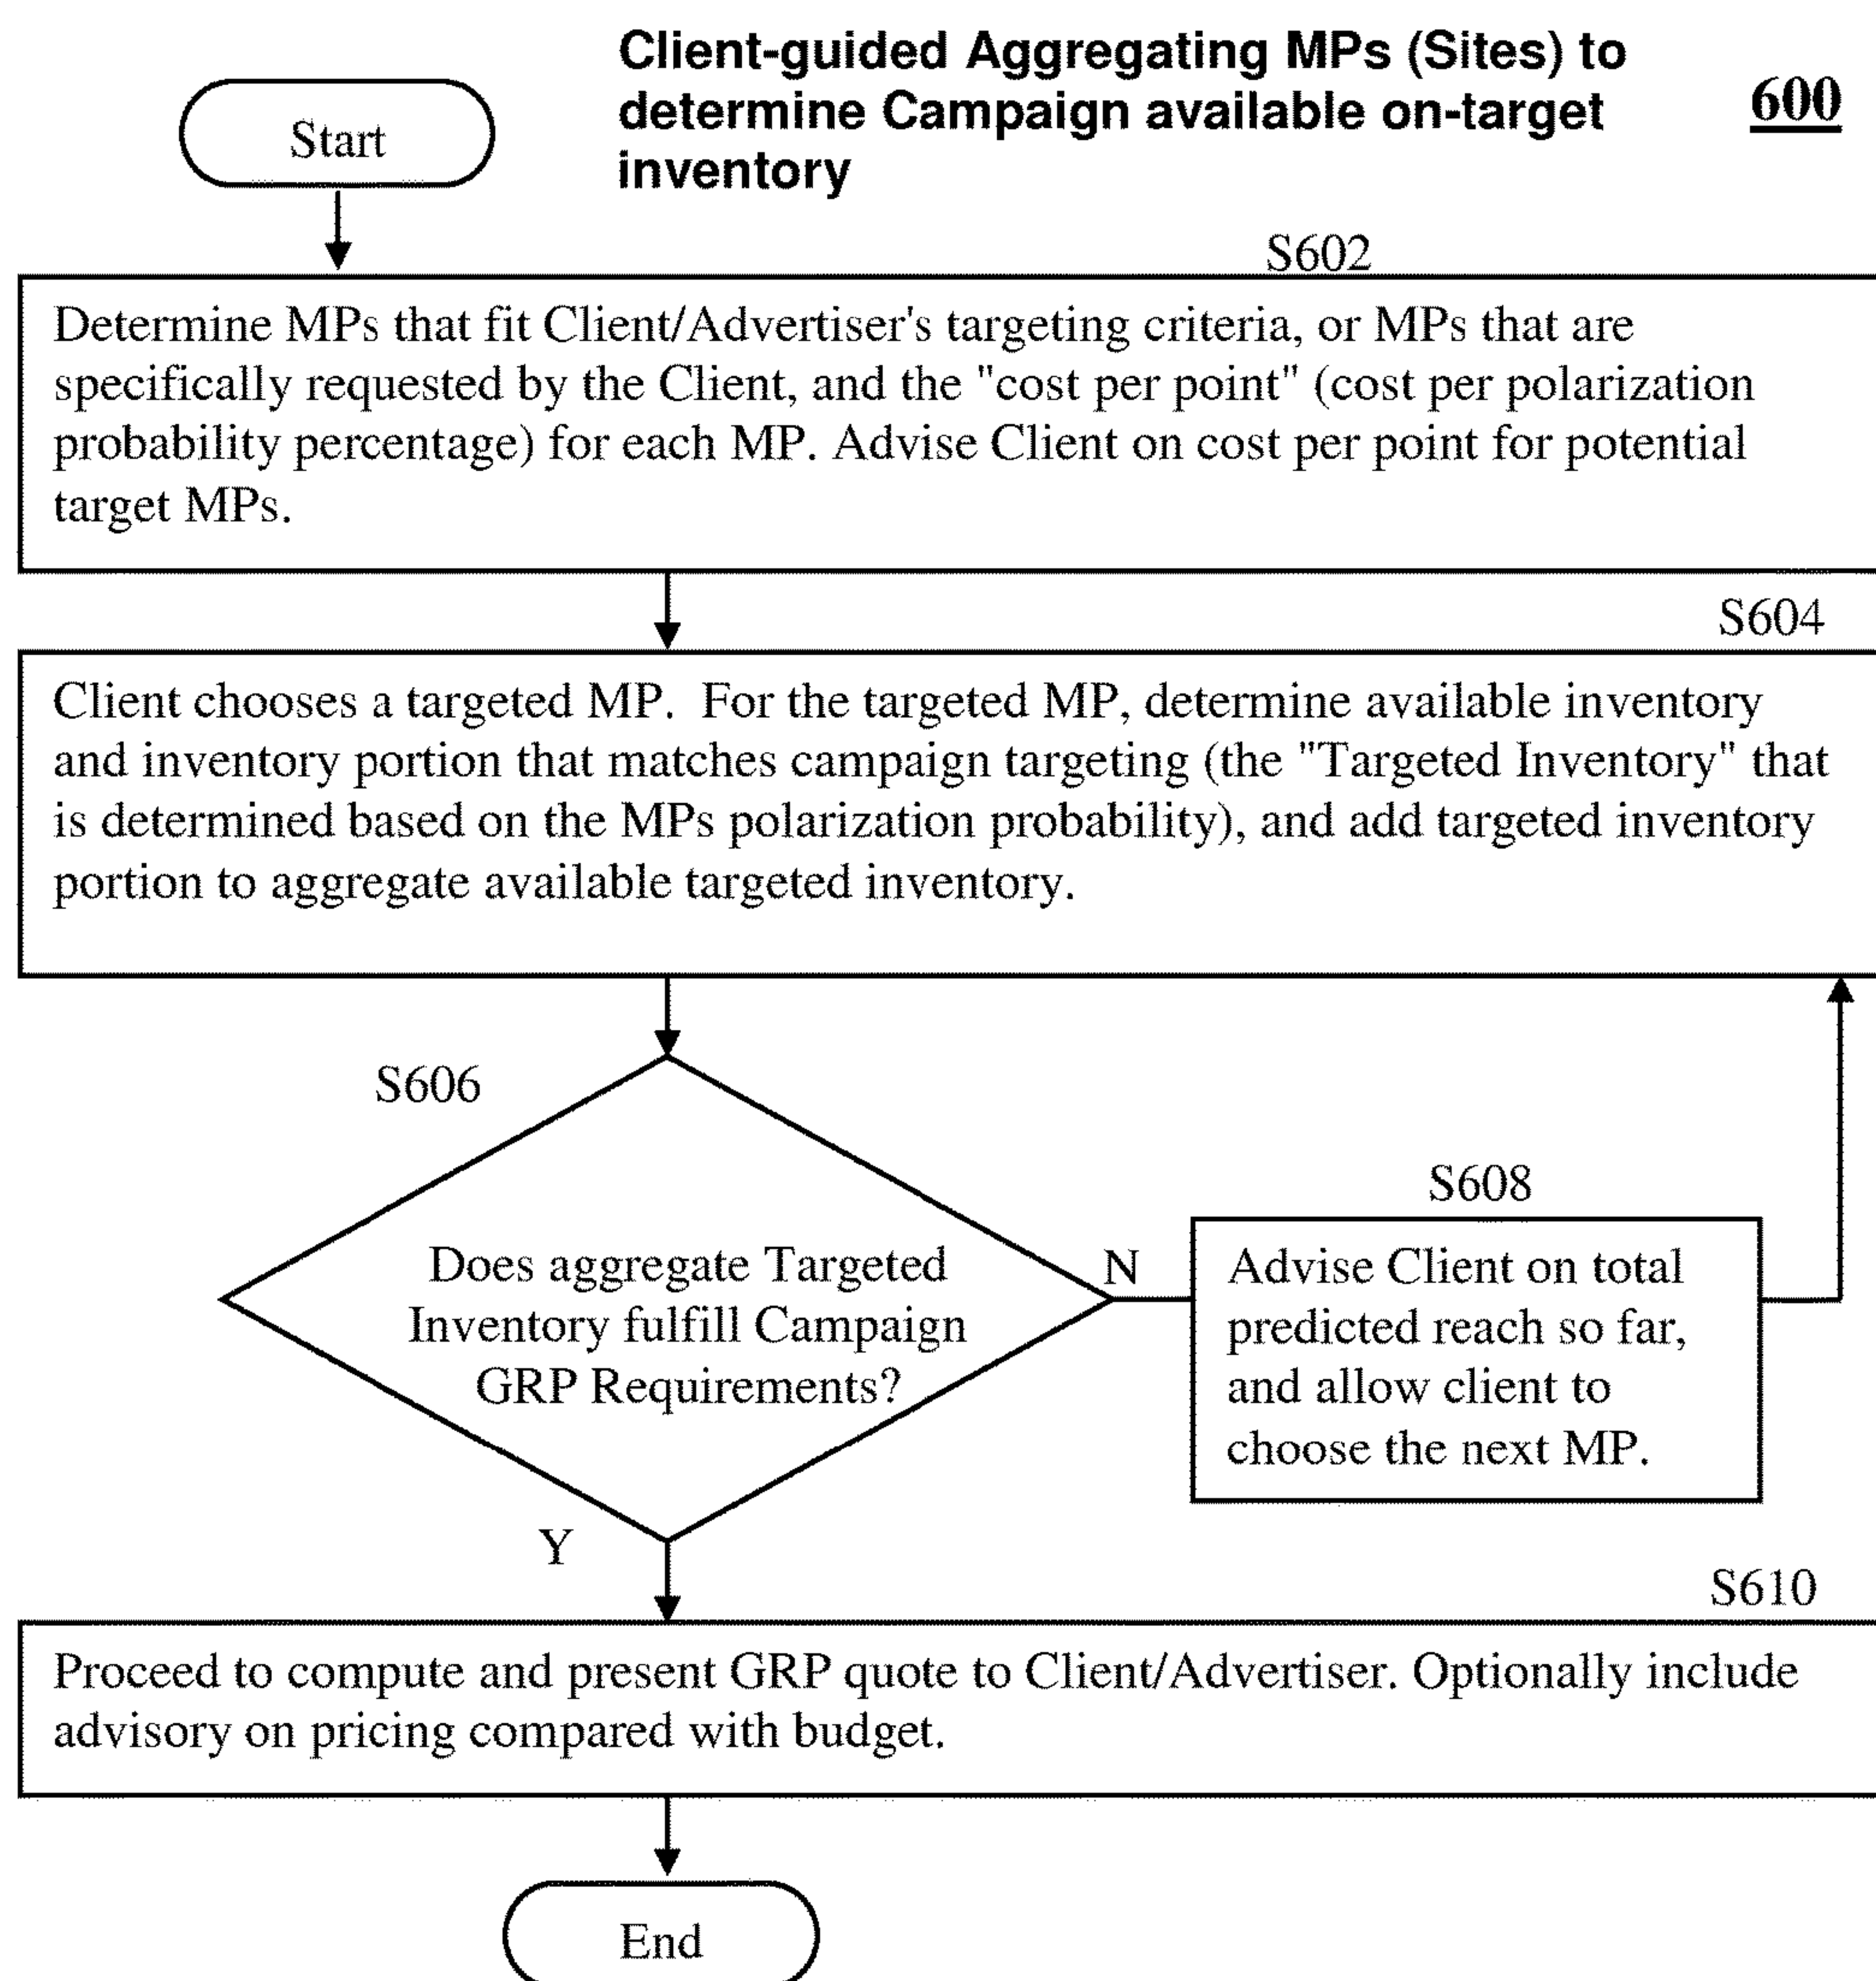 Client-guided Aggregating MPs (Sites) to
determine Campaign available on-target
inventory
600
Start
S602
Determine MPs that fit Client/Advertiser's targeting criteria, or MPs that are
specifically requested by the Client, and the "cost per point" (cost per polarization
probability percentage) for each MP. Advise Client on cost per point for potential
target MPs.
S604
Client chooses a targeted MP.  For the targeted MP, determine available inventory
and inventory portion that matches campaign targeting (the "Targeted Inventory" that
is determined based on the MPs polarization probability), and add targeted inventory
portion to aggregate available targeted inventory.
S606
Does aggregate Targeted
Inventory fulfill Campaign
GRP Requirements?
N
S608
Advise Client on total
predicted reach so far,
and allow client to
choose the next MP.
Y
S610
Proceed to compute and present GRP quote to Client/Advertiser. Optionally include
advisory on pricing compared with budget.
End